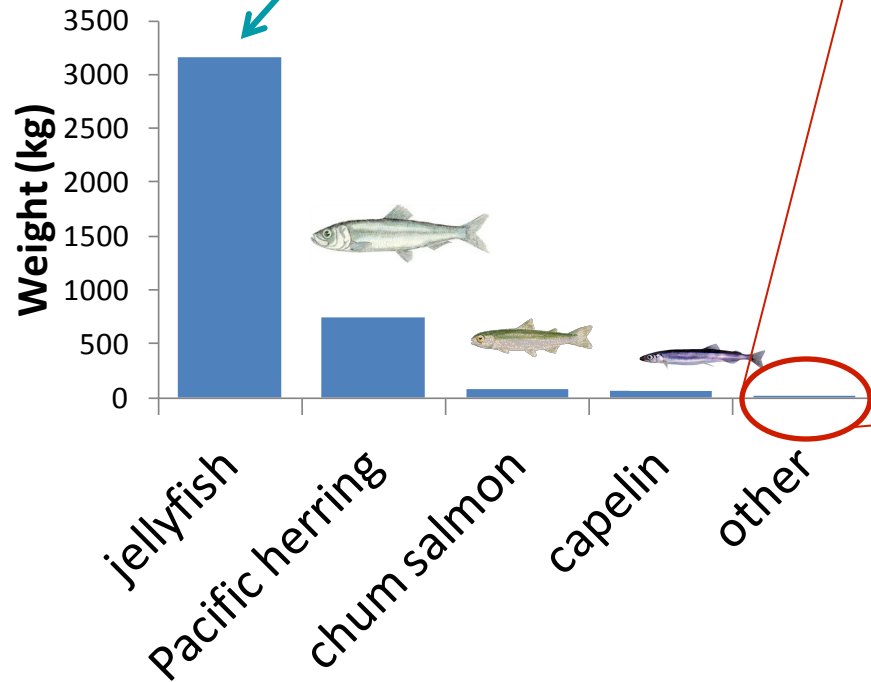 Weight (kg)
3500
3000
2500
2000
1500
1000
500
0
jellyfish
Pacific herring
chum salmon
capelin
other